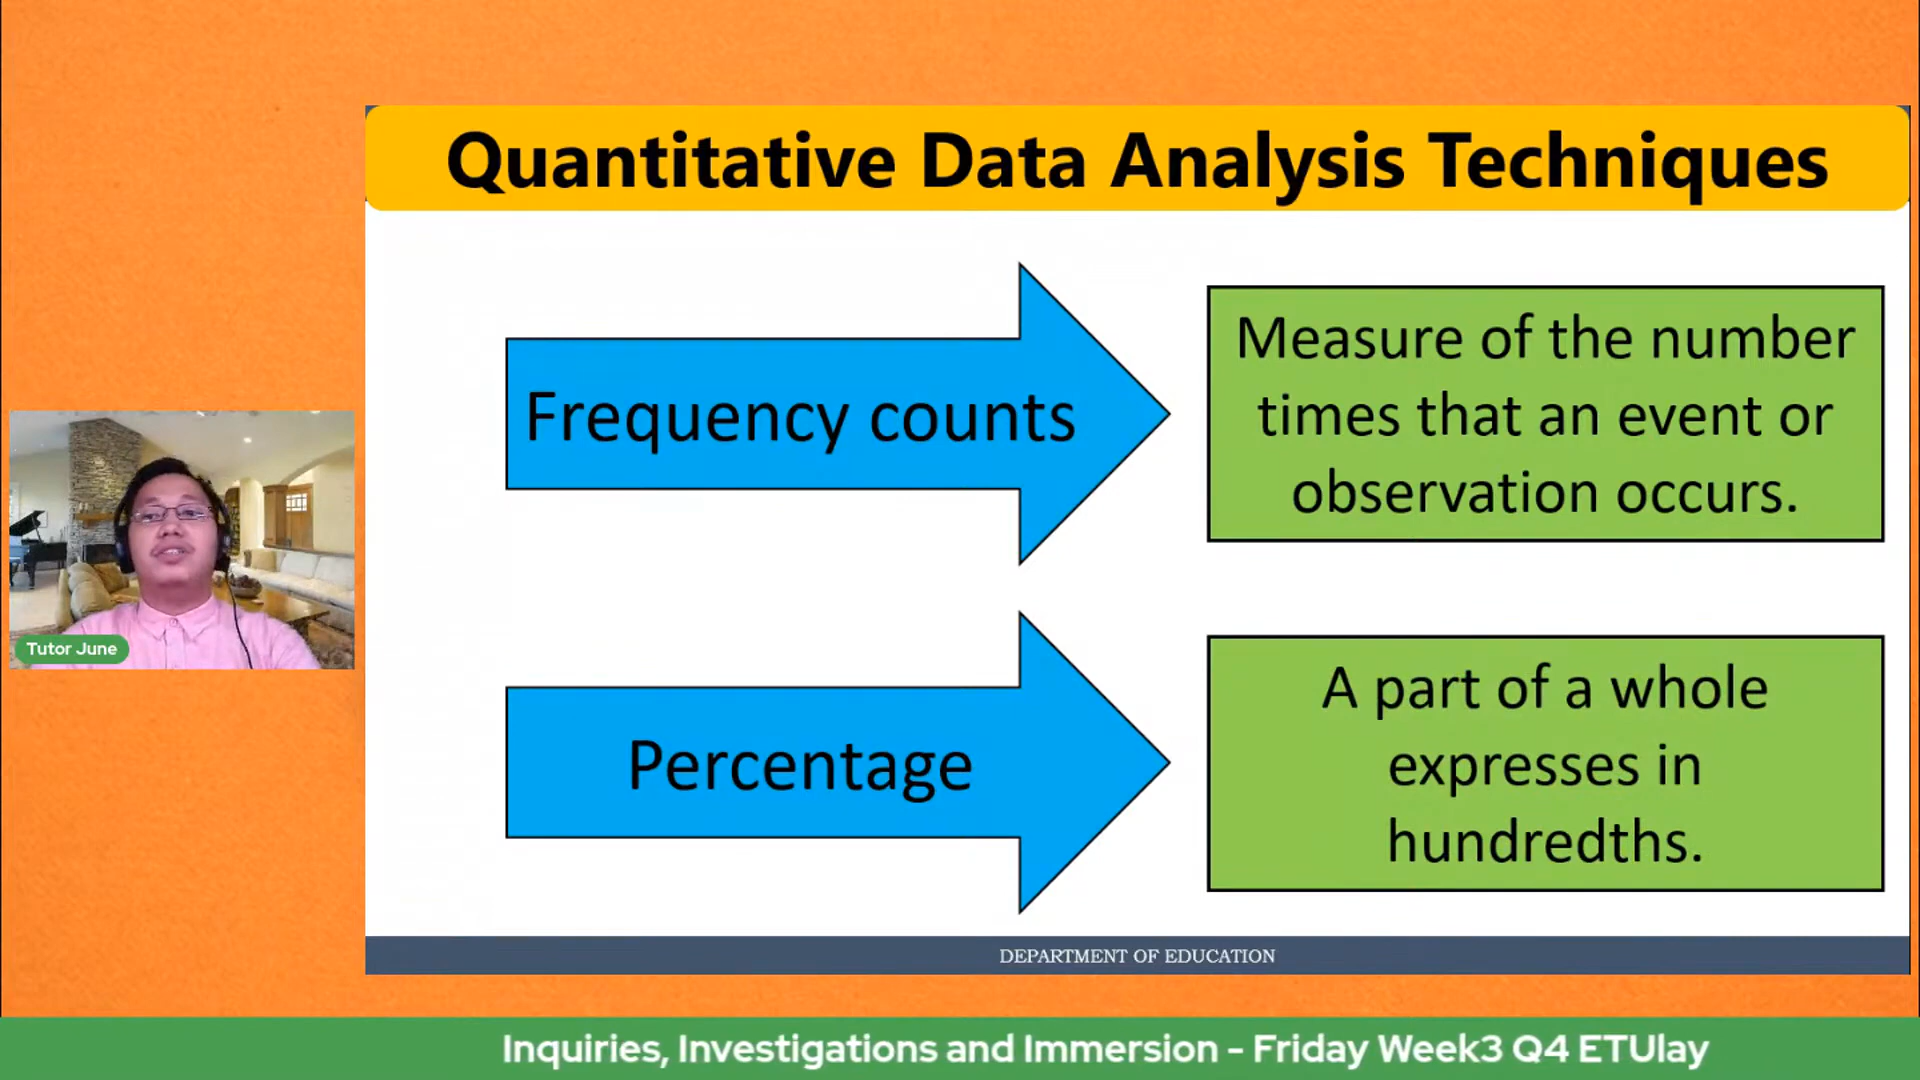 Quantitative Data Analysis Techniques
Frequency counts
Measure of the number
times that an event or
observation occurs.
Percentage
A part of a whole
expresses in
hundredths.
Tutor June
DEPARTMENT OF EDUCATION
Inquiries, Investigations and Immersion - Friday Week3 Q4 ETUlay